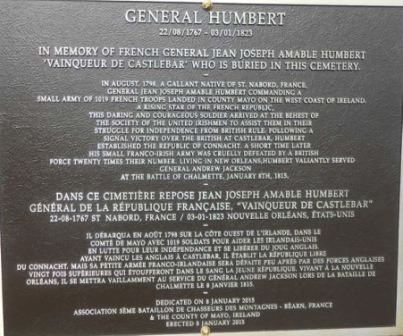 GENERAL HUMBERT
22/08/1767 - 03/01/1823
IN MEMORY OF FRENCH GENERAL JEAN JOSEPH AMABLE HUMBERT
'VAINQUEUR DE CASTLEBAR' WHO IS BURIED IN THIS CEMETERY.
IN AUGUST, 1798, A GALLANT NATIVE OF ST. NABORD, FRANCE,
GENERAL JEAN JOSEPH AMABLE HUMBERT COMMANDING A
SMALL ARMY OF 1019 FRENCH TROOPS LANDED IN COUNTY MAYO ON THE WEST COAST OF IRELAND.
A RISING STAR OF THE FRENCH REPUBLIC,
THIS DARING AND COURAGEOUS SOLDIER ARRIVED AT THE BEHEST OF
THE SOCIETY OF THE UNITED IRISHMEN TO ASSIST THEM IN THEIR
STRUGGLE FOR INDEPENDENCE FROM BRITISH RULE. FOLLOWING A
SIGNAL VICTORY OVER THE BRITISH AT CASTLEBAR, HUMBERT
ESTABLISHED THE REPUBLIC OF CONNACHT. A SHORT TIME LATER
HIS SMALL FRANCO-IRISH ARMY WAS CRUELLY DEFEATED BY A BRITISH
FORCE TWENTY TIMES THEIR NUMBER. LIVING IN NEW ORLEANS, HUMBERT VALIANTLY SERVED
GENERAL ANDREW JACKSON
AT THE BATTLE OF CHALMETTE, JANUARY 8TH, 1815.
DANS CE CIMETIÈRE REPOSE JEAN JOSEPH AMABLE HUMBERT
GÉNÉRAL DE LA RÉPUBLIQUE FRANÇAISE, "VAINQUEUR DE CASTLEBAR"
22-08-1767 ST NABORD, FRANCE / 03-01-1823 NOUVELLE ORLÉANS, ÉTATS-UNIS
IL DÉBARQUA EN AOÛT 1798 SUR LA CÔTE OUEST DE L'IRLANDE, DANS LE
COMTÉ DE MAYO AVEC 1019 SOLDATS POUR AIDER LES IRLANDAIS-UNIS
EN LUTTE POUR LEUR INDÉPENDANCE ET SE LIBÉRER DU JOUG ANGLAIS.
AYANT VAINCU LES ANGLAIS À CASTLEBAR, IL ÉTABLIT LA RÉPUBLIQUE LIBRE
DU CONNACHT. MAIS SA PETITE ARMÉE FRANCO-IRLANDAISE SERA DÉFAITE PEU APRÈS PAR DES FORCES ANGLAISES
VINGT FOIS SUPÉRIEURES QUI ÉTOUFFERONT DANS LE SANG LA JEUNE RÉPUBLIQUE. VIVANT À LA NOUVELLE
ORLÉANS, IL SE METTRA VAILLAMMENT AU SERVICE DU GÉNÉRAL ANDREW JACKSON LORS DE LA BATAILLE DE
CHALMETTE LE 8 JANVIER 1815.
DEDICATED ON 8 JANUARY 2015
ASSOCIATION 5ÈME BATAILLON DE CHASSEURS DES MONTAGNES - BÉARN, FRANCE
& THE COUNTY OF MAYO, IRELAND
ERECTED 8 JANUARY 2015